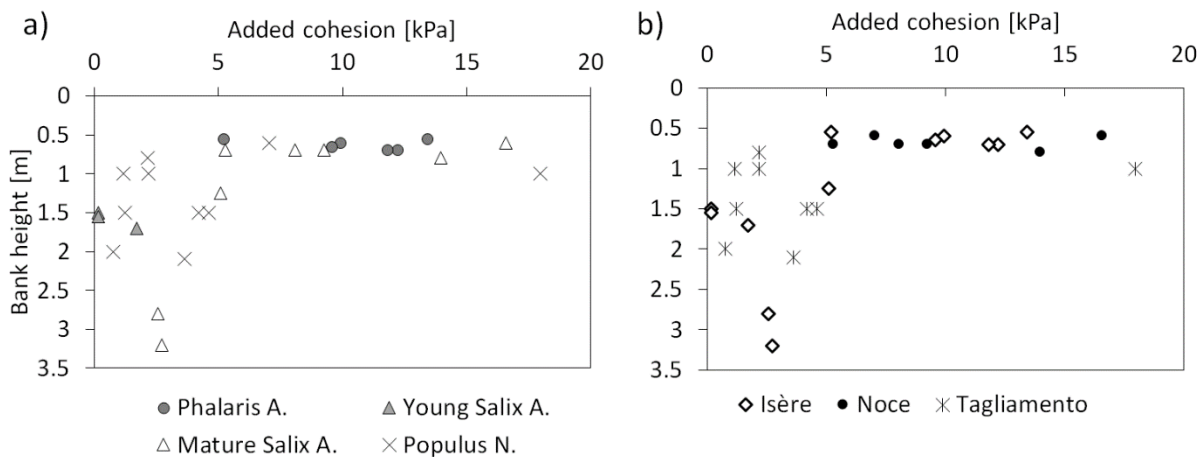 a)
Added cohesion [kPa]
0 5 10 15 20
Bank height [m]
0
0.5
1
1.5
2
2.5
3
3.5
Phalaris A. Young Salix A.
Mature Salix A. Populus N.
b)
Added cohesion [kPa]
0 5 10 15 20
0
0.5
1
1.5
2
2.5
3
3.5
Isère Noce Tagliamento